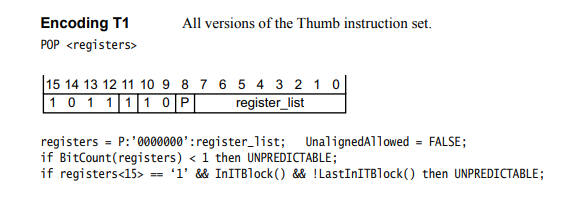 Encoding T1 All versions of the Thumb instruction set.
POP <registers>
15 14 13 12 11 10 9 8 7 6 5 4 3 2 1 0
1 0 1 1 1 1 0 P register_list
registers = P:'0000000':register_list; UnalignedAllowed = FALSE;
if BitCount(registers) < 1 then UNPREDICTABLE;
if registers<15> == ‘1’ && InITBlock() && !LastInITBlock() then UNPREDICTABLE;